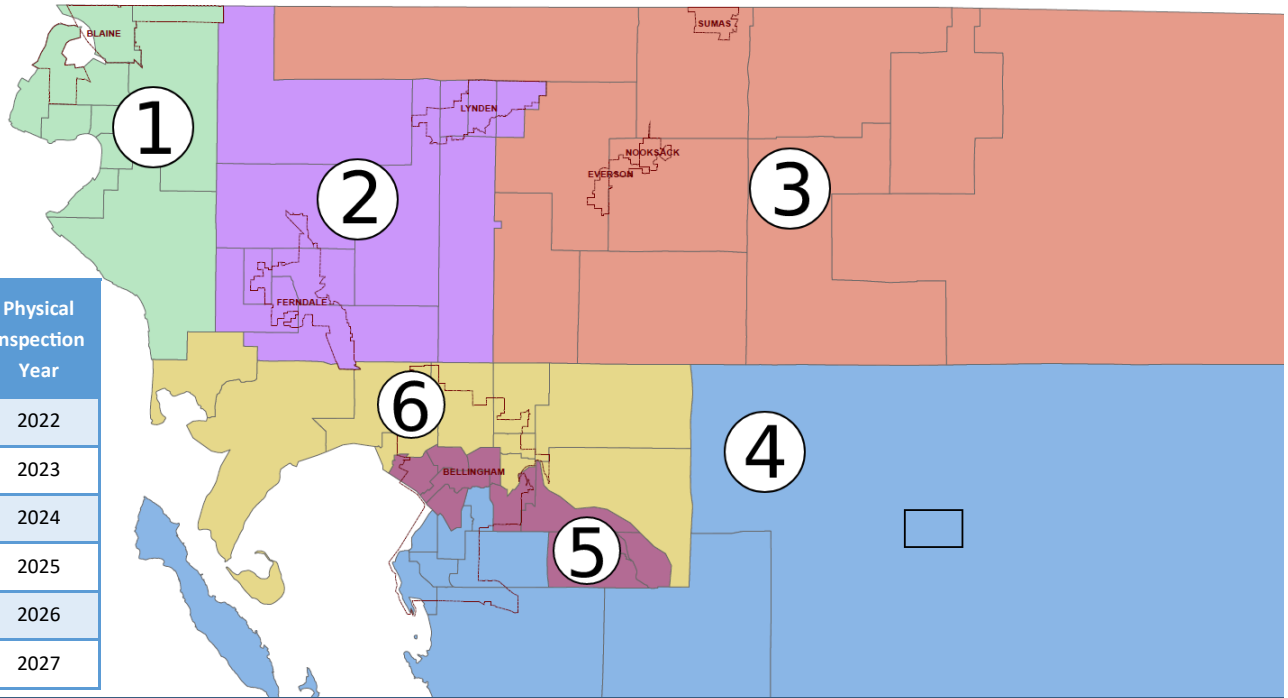 BLAINE
SUMAS
LYNDEN
1
NOOKSACK
EVERSON
2
3
FERNDALE
Physical
nspection
Year
2022
2023
2024
2025
2026
2027
6
4
BELLINGHAM
5